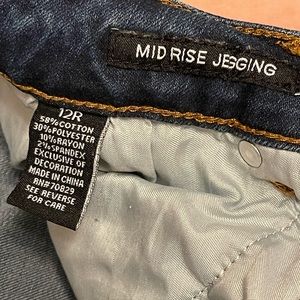 MID RISE JEGGING
12R
58%COTTON
30%POLYESTER
10%RAYON
2%SPANDEX
EXCLUSIVE OF
DECORATION
MADE IN CHINA
RN#70829
SEE REVERSE
FOR CARE